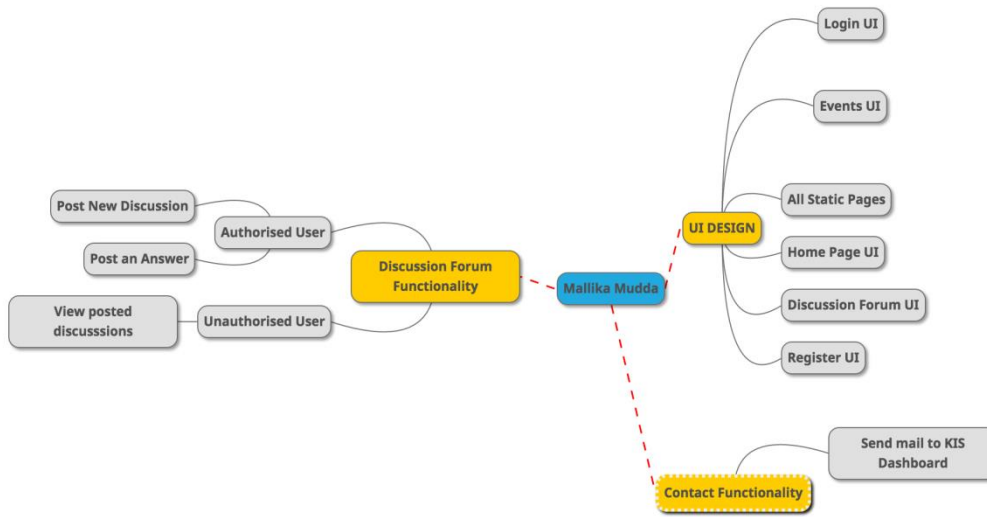 Login UI
Events UI
Post New Discussion
All Static Pages
Authorised User
UI DESIGN
Post an Answer
Home Page UI
Discussion Forum
Functionality
Mallika Mudda
View posted
discusssions
Unauthorised User
Discussion Forum UI
Register UI
Send mail to KIS
Dashboard
Contact Functionality